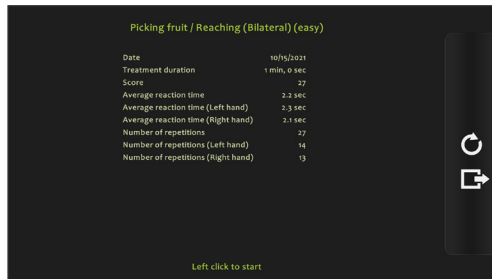 Picking fruit / Reaching (Bilateral) (easy)
Date 10/15/2021
Treatment duration 1 min, 0 sec
Score 27
Average reaction time 2.2 sec
Average reaction time (Left hand) 2.3 sec
Average reaction time (Right hand) 2.1 sec
Number of repetitions 27
Number of repetitions (Left hand) 14
Number of repetitions (Right hand) 13
Left click to start